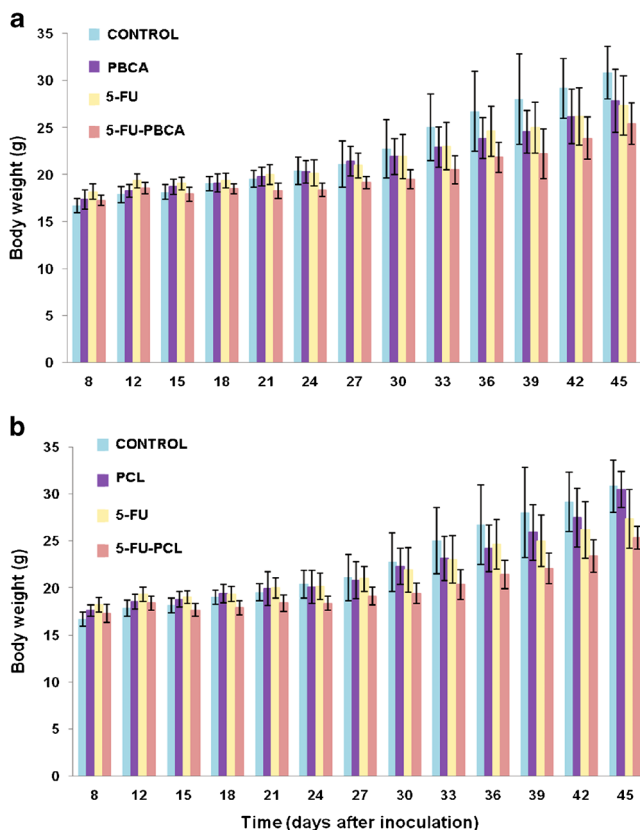 a
35
30
25
20
15
10
5
0
Body weight (g)
CONTROL
PBCA
5-FU
5-FU-PBCA
8 12 15 18 21 24 27 30 33 36 39 42 45
b
35
30
25
20
15
10
5
0
Body weight (g)
CONTROL
PCL
5-FU
5-FU-PCL
8 12 15 18 21 24 27 30 33 36 39 42 45
Time (days after inoculation)